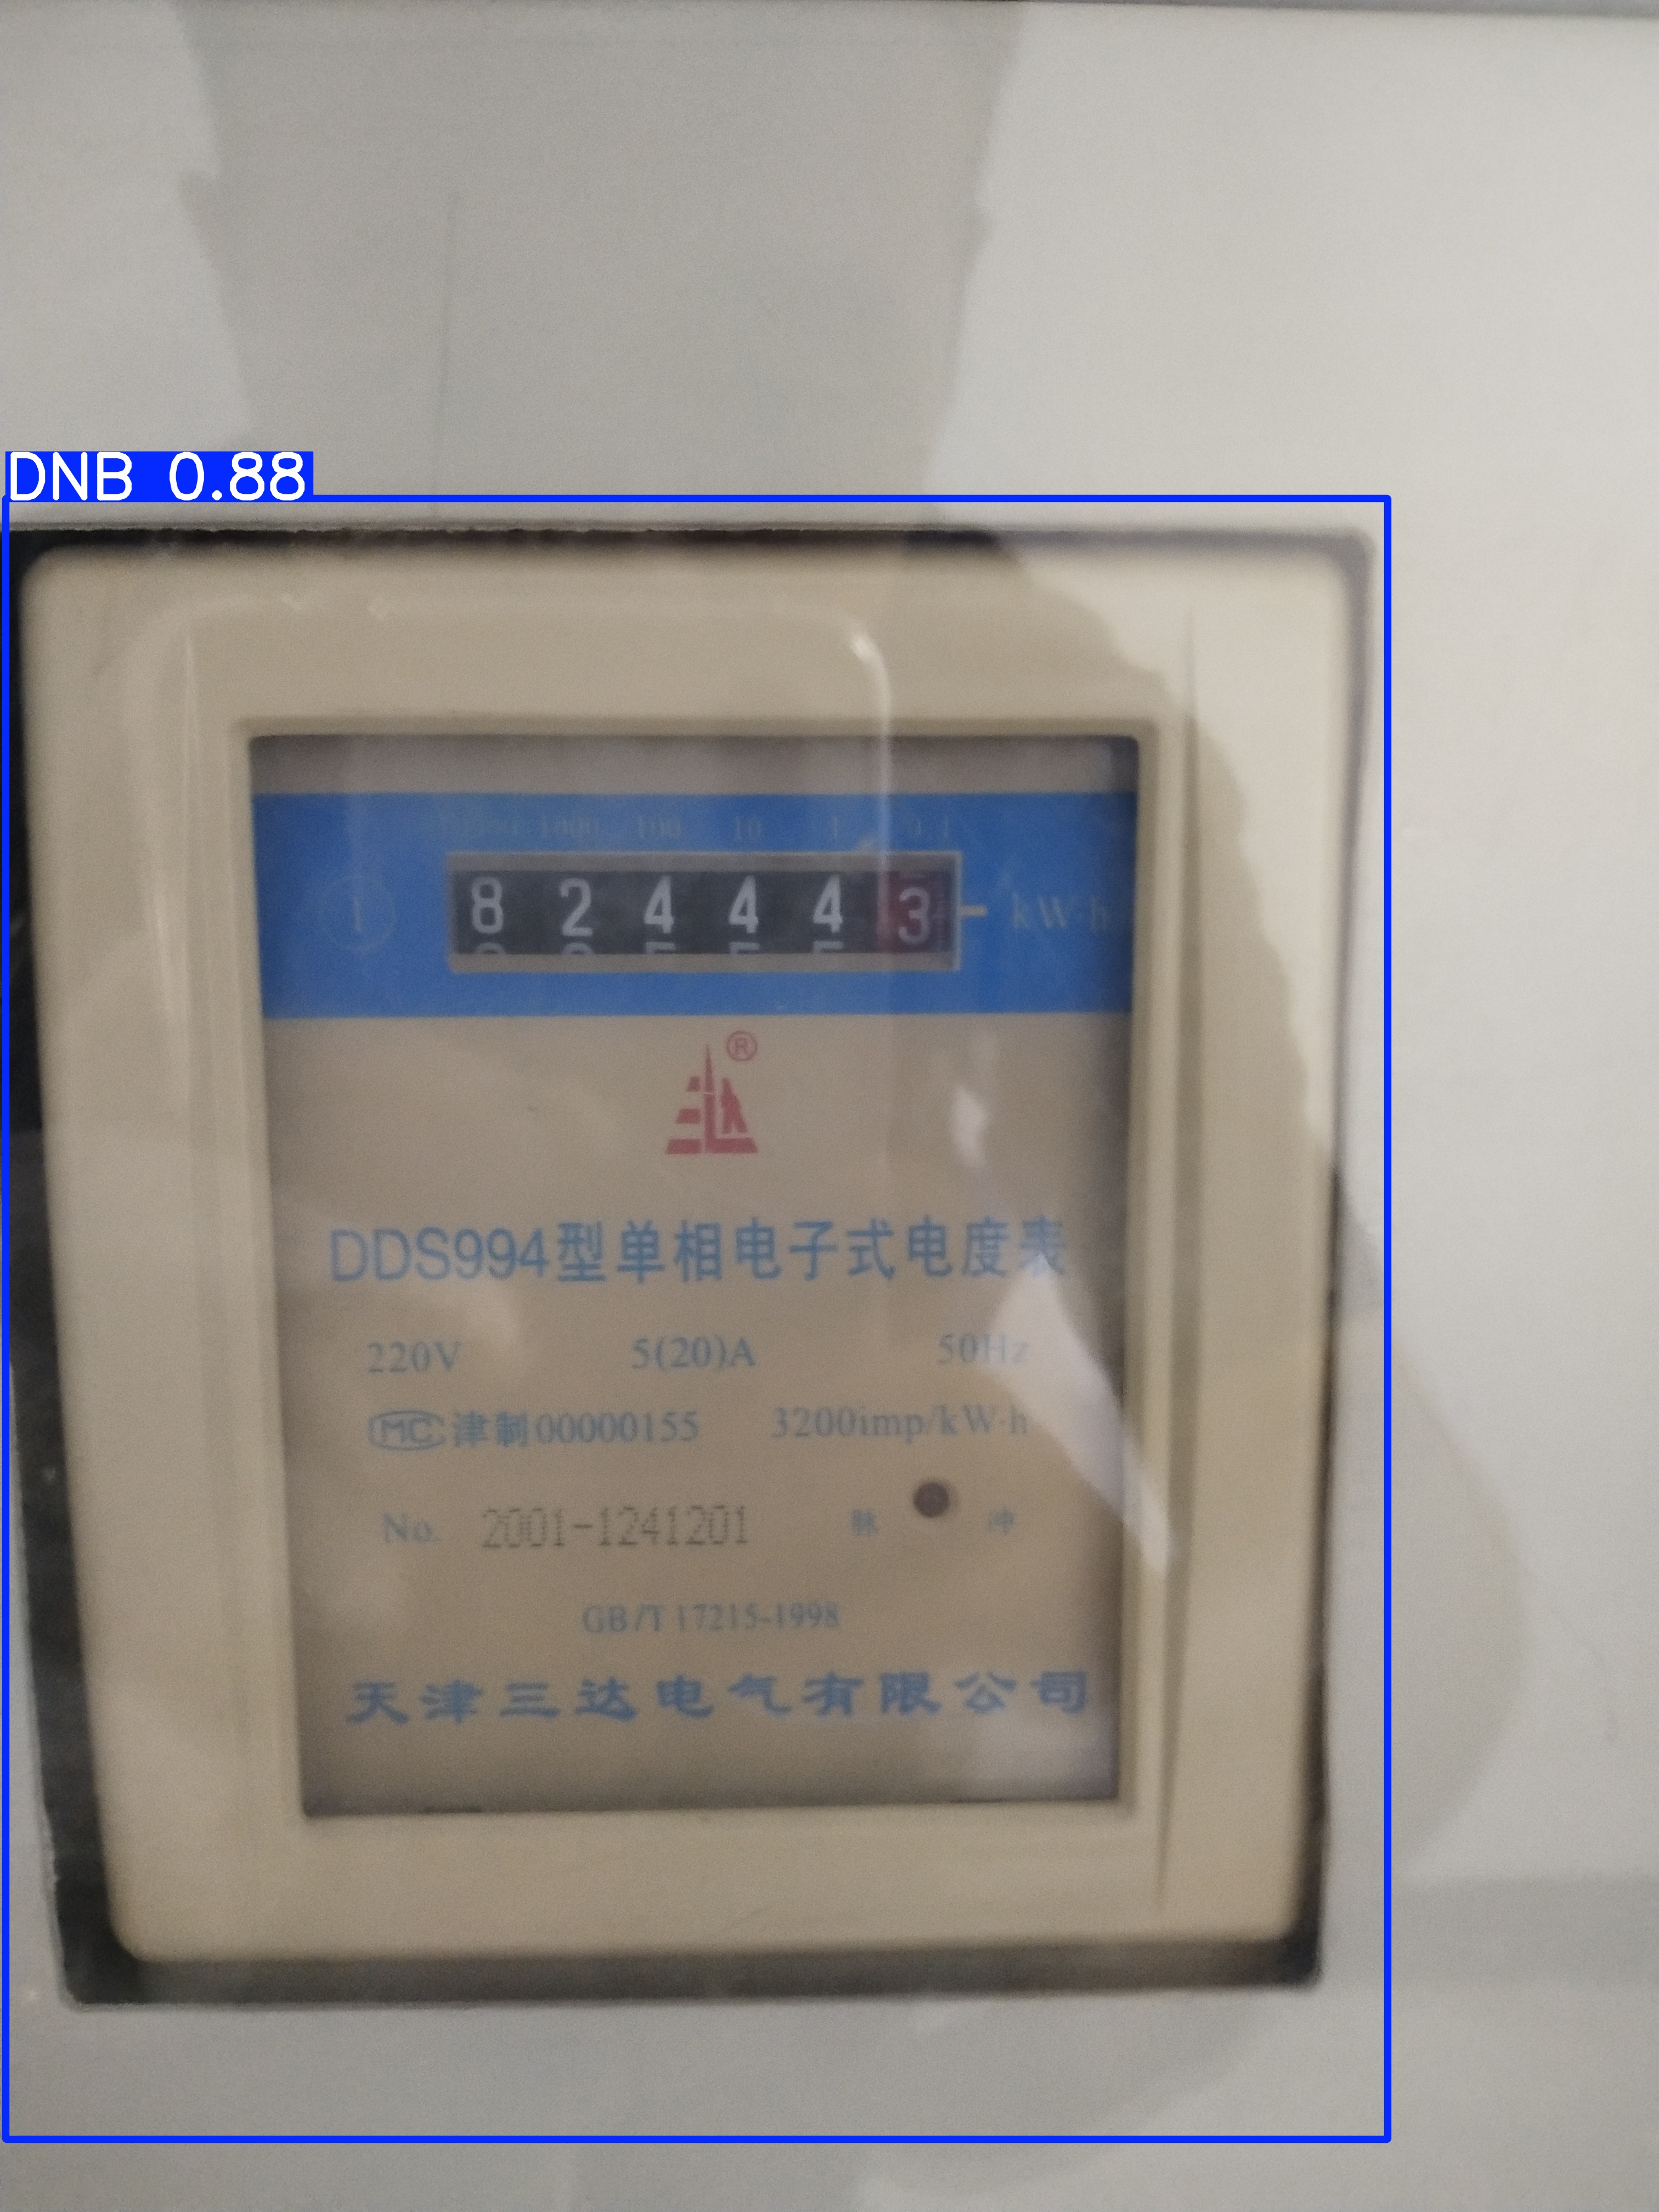 DNB 0.88
1000 100 10 1 0.1
1 8 2 4 4 4 3 kW·h
®
DDS994型单相电子式电度表
220V 5(20)A 50Hz
MC 津制00000155 3200imp/kW·h
No. 2001-1241201 脉 冲
GB/T 17215-1998
天津三达电气有限公司